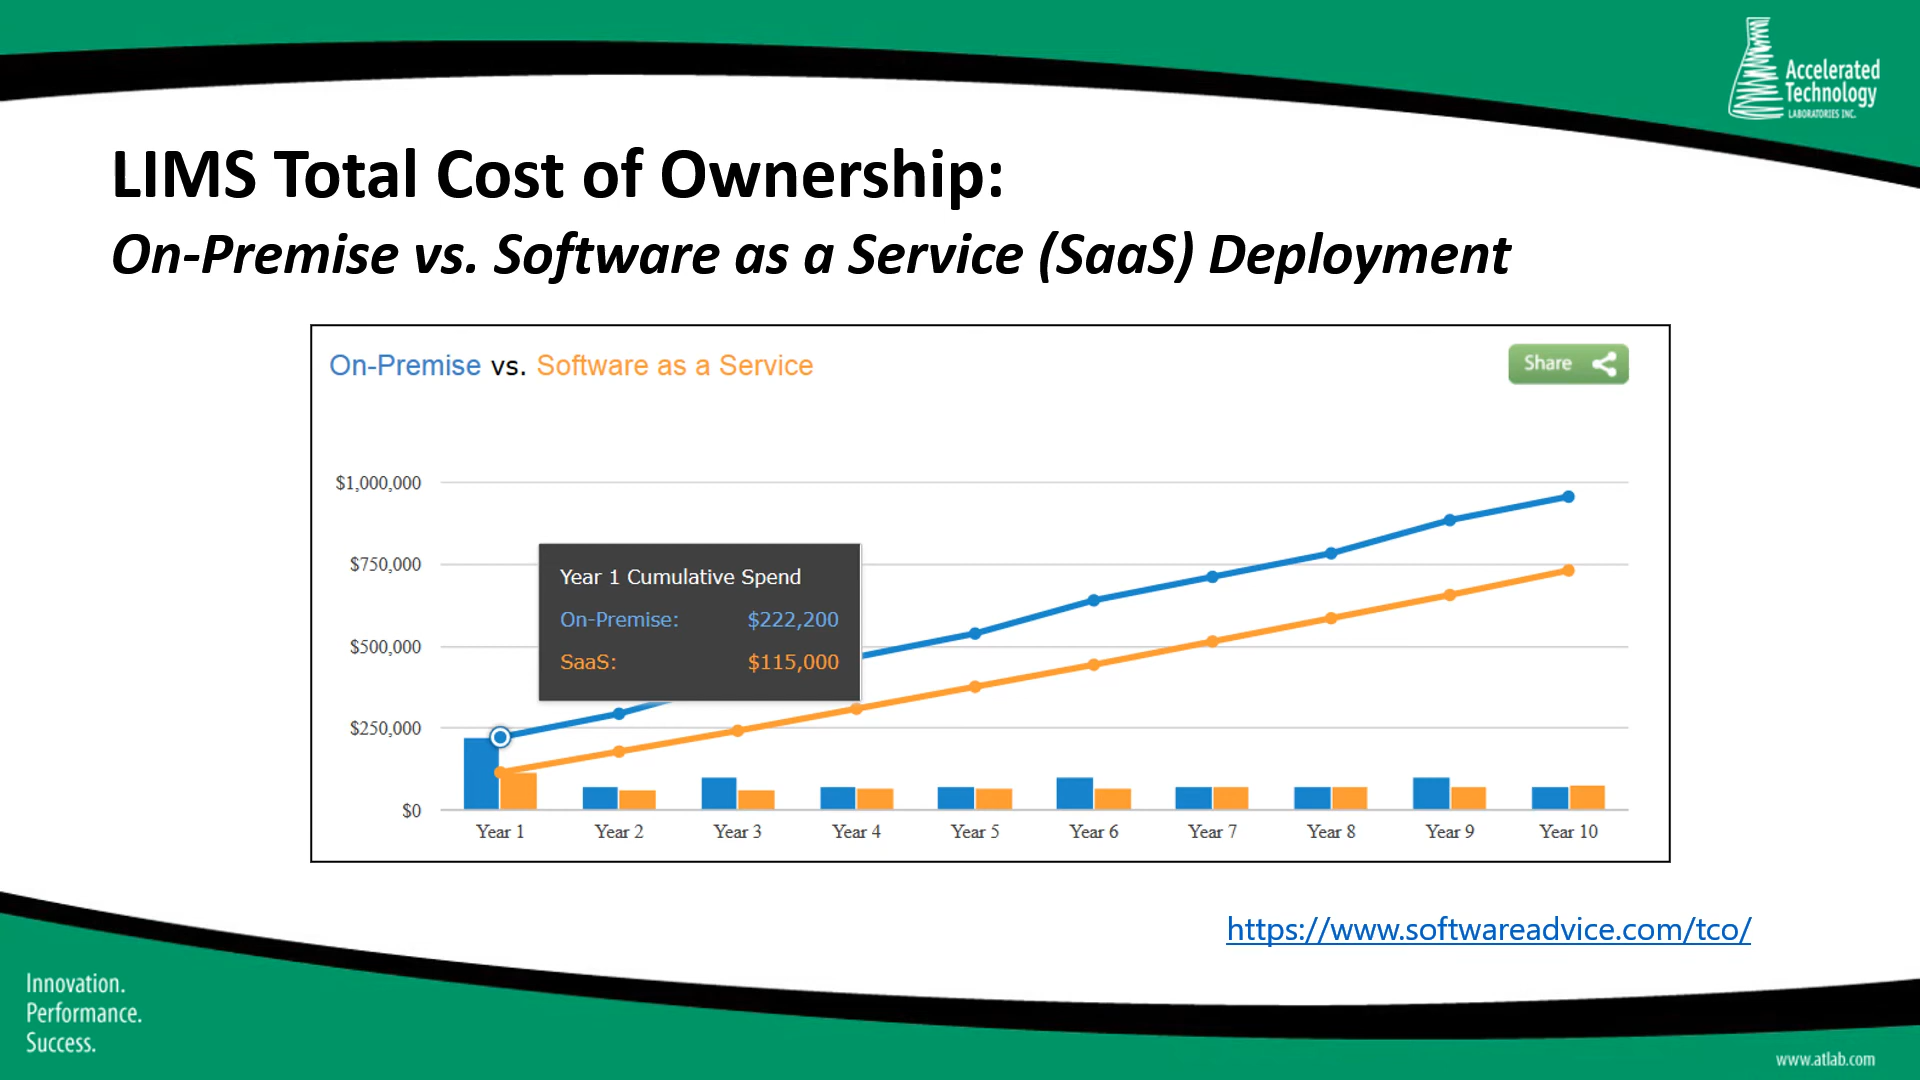 Accelerated
Technology
LABORATORIES INC.
LIMS Total Cost of Ownership:
On-Premise vs. Software as a Service (SaaS) Deployment
On-Premise vs. Software as a Service
Share
$1,000,000
$750,000
$500,000
$250,000
$0
Year 1 Cumulative Spend
On-Premise: $222,200
SaaS: $115,000
Year 1 Year 2 Year 3 Year 4 Year 5 Year 6 Year 7 Year 8 Year 9 Year 10
https://www.softwareadvice.com/tco/
Innovation.
Performance.
Success.
www.atlab.com